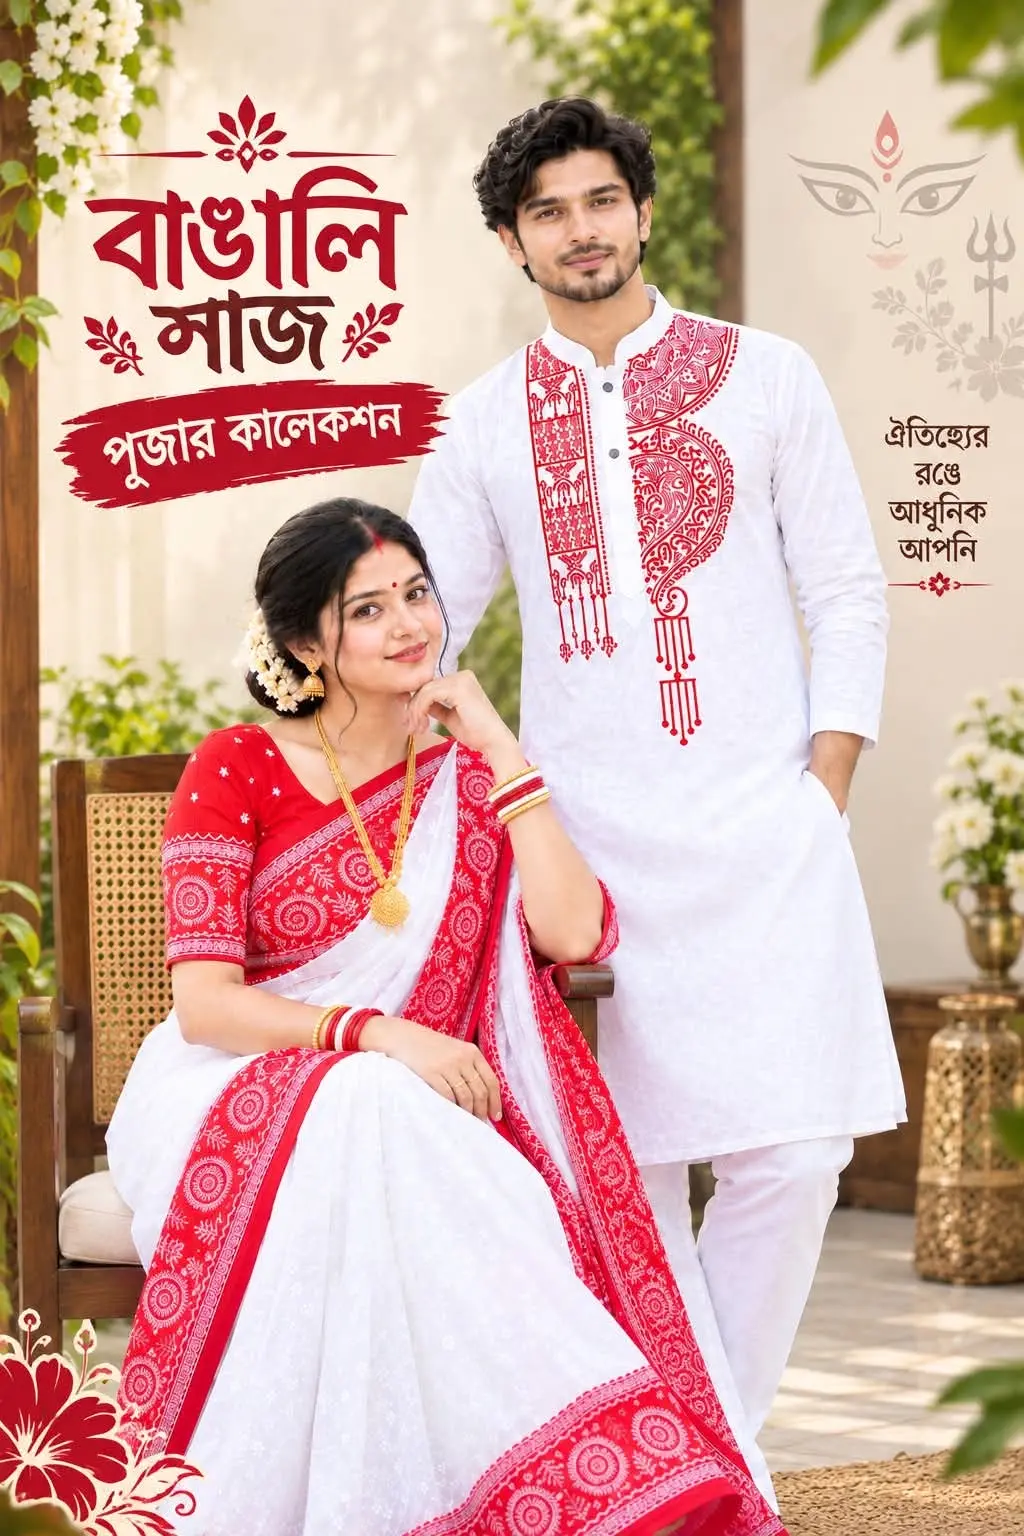 বাঙালি
সাজ
পুজার কালেকশন
ঐতিহ্যের
রঙে
আধুনিক
আপনি